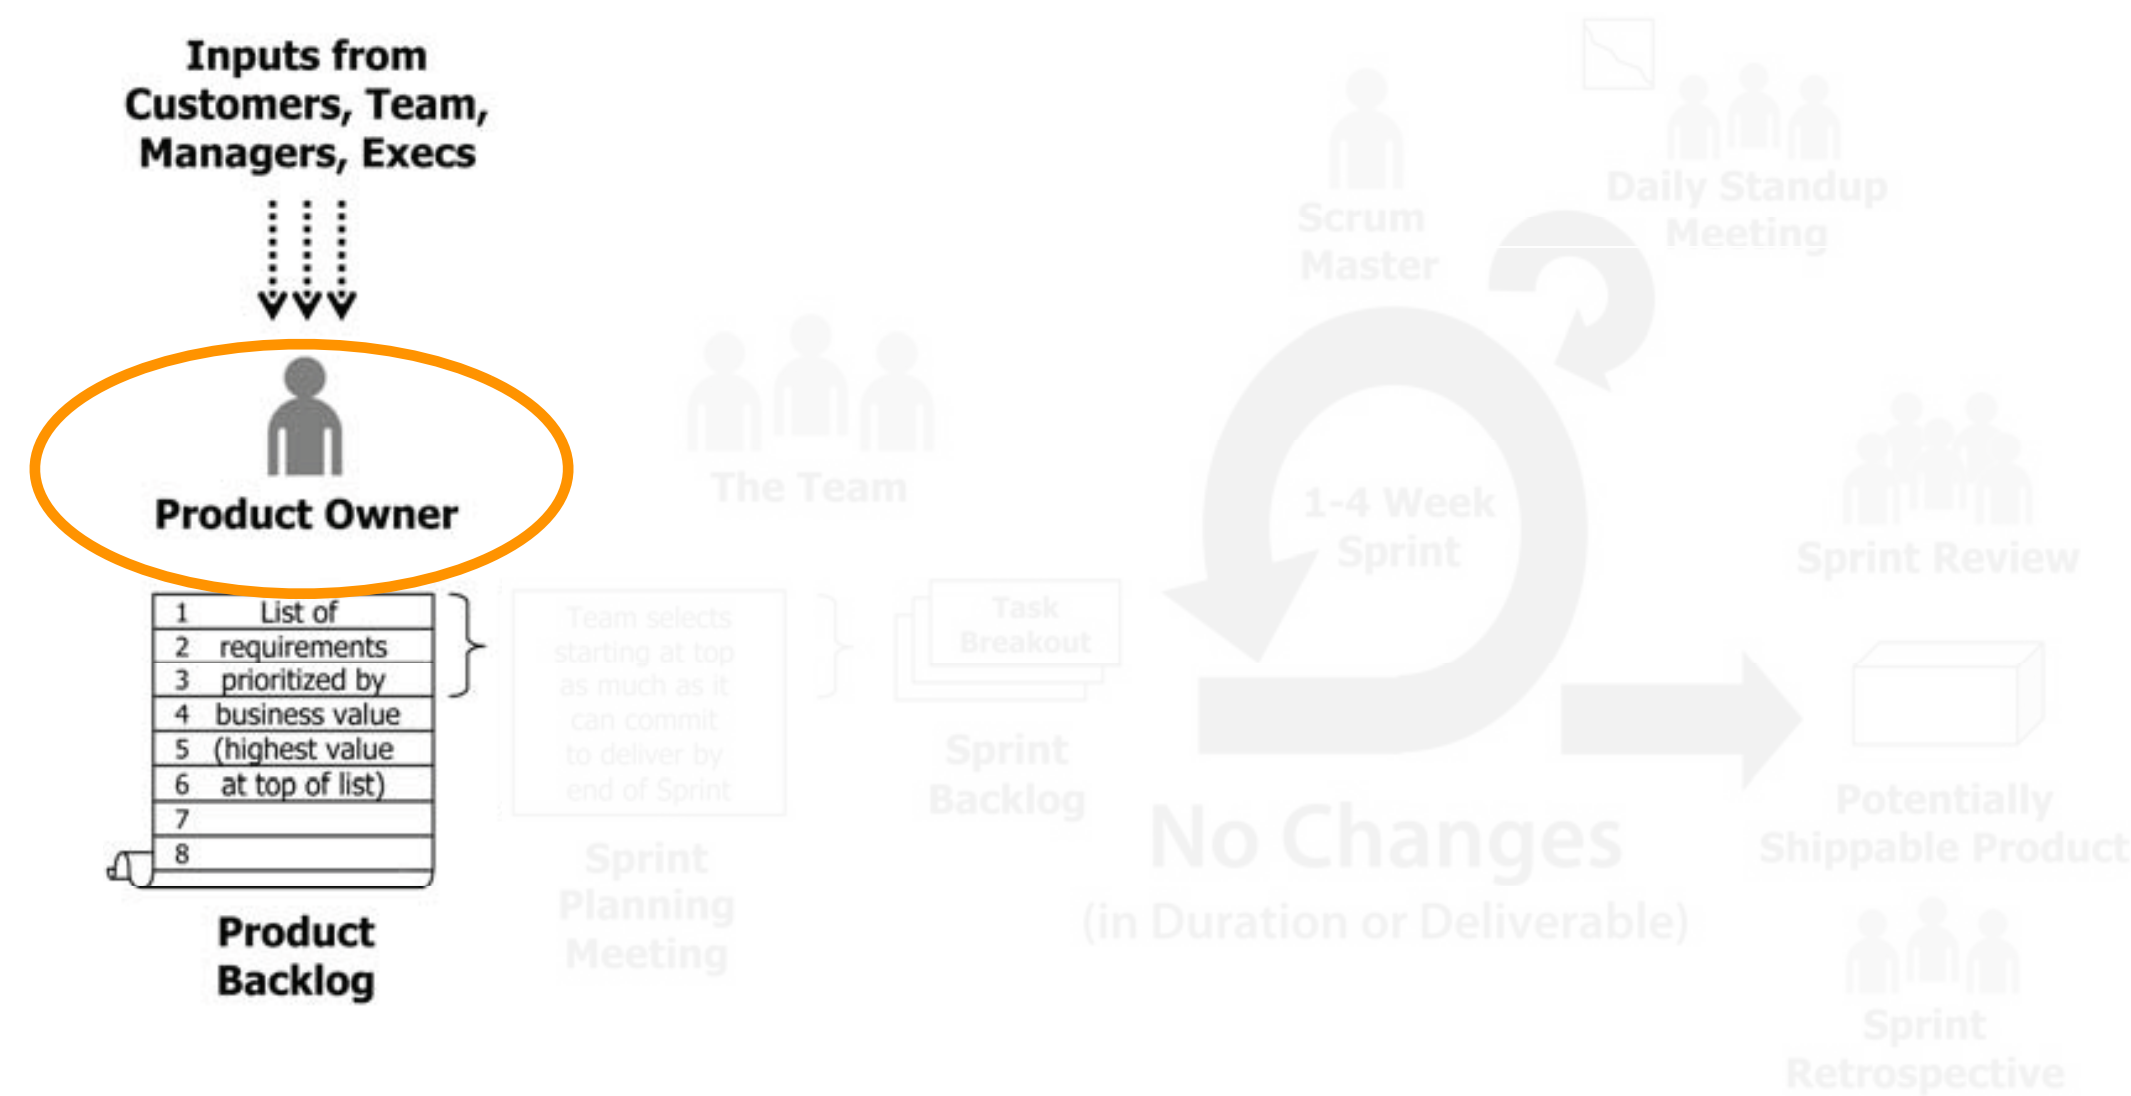 Inputs from
Customers, Team,
Managers, Execs
Product Owner
1 List of
2 requirements
3 prioritized by
4 business value
5 (highest value
6 at top of list)
7
8
Product
Backlog
The Team
Team selects
starting at top
as much as it
can commit
to deliver by
end of Sprint
Sprint
Planning
Meeting
Task
Breakout
Sprint
Backlog
Scrum
Master
Daily Standup
Meeting
1-4 Week
Sprint
No Changes
(in Duration or Deliverable)
Sprint Review
Potentially
Shippable Product
Sprint
Retrospective